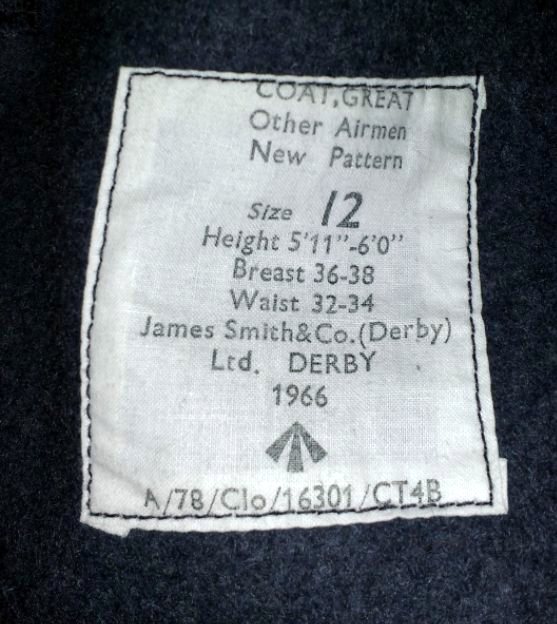 COAT,GREAT
Other Airmen
New Pattern
Size 12
Height 5'11"-6'0"
Breast 36-38
Waist 32-34
James Smith&Co.(Derby)
Ltd. DERBY
1966
A/78/Clo/16301/CT4B